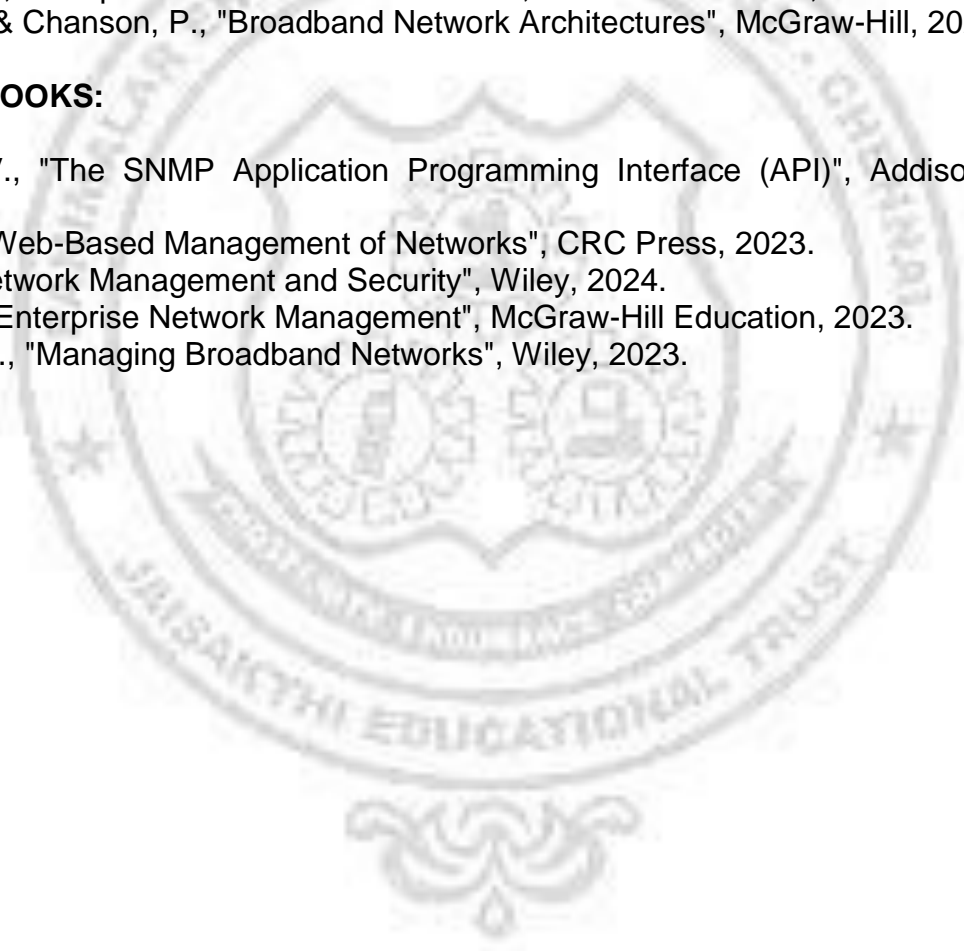 & Chanson, P., "Broadband Network Architectures", McGraw-Hill, 20
OOKS:
., "The SNMP Application Programming Interface (API)", Addiso
Web-Based Management of Networks", CRC Press, 2023.
etwork Management and Security", Wiley, 2024.
Enterprise Network Management", McGraw-Hill Education, 2023.
., "Managing Broadband Networks", Wiley, 2023.
JAISAKTHI EDUCATIONAL TRUST